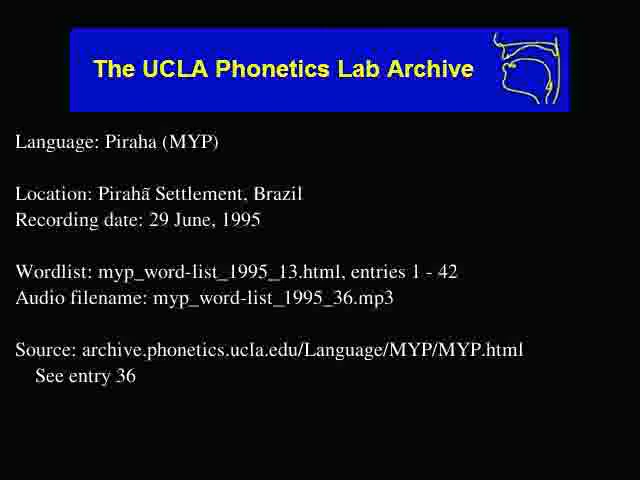 The UCLA Phonetics Lab Archive
Language: Piraha (MYP)
Location: Pirahã Settlement, Brazil
Recording date: 29 June, 1995
Wordlist: myp_word-list_1995_13.html, entries 1 - 42
Audio filename: myp_word-list_1995_36.mp3
Source: archive.phonetics.ucla.edu/Language/MYP/MYP.html
See entry 36